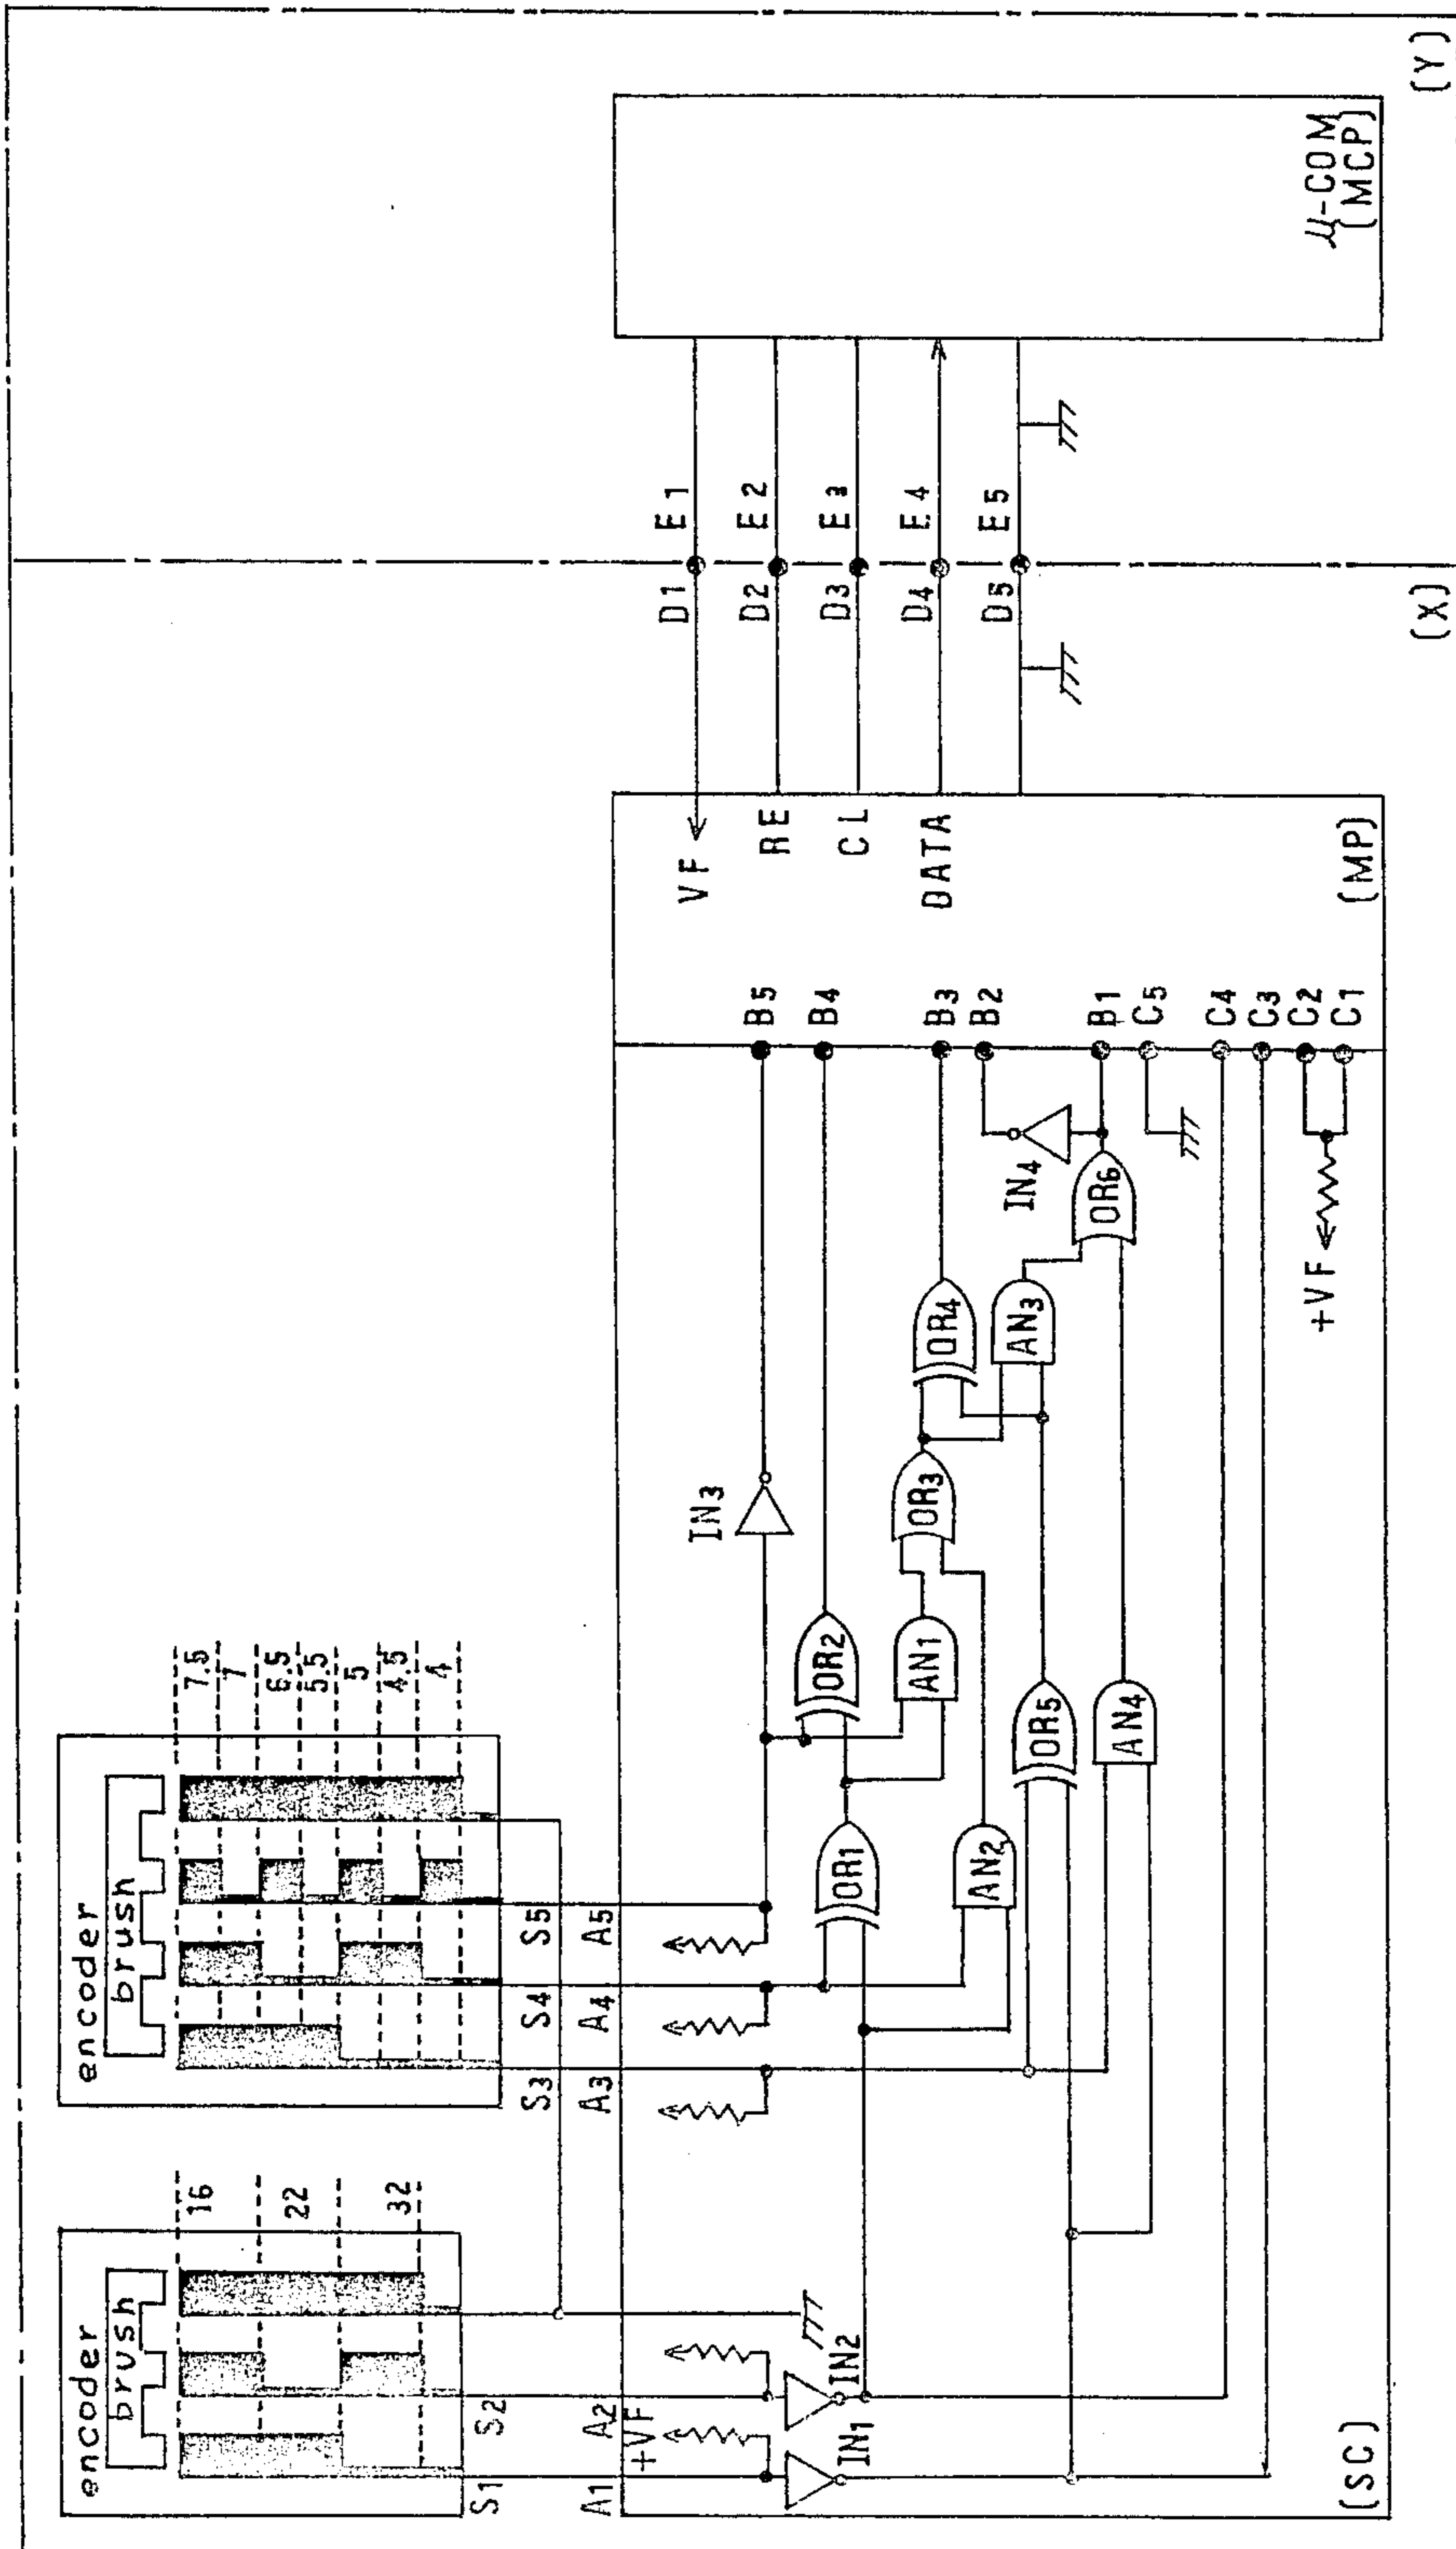 encoder
brush
16
22
32
S1
S2
encoder
brush
7.5
7
6.5
5.5
5
4.5
4
S3
S4
S5
A1
A2
+VF
A3
A4
A5
IN1
IN2
IN3
OR1
OR2
AN1
AN2
OR3
OR4
OR5
AN3
AN4
OR6
IN4
+VF
(SC)
B5
B4
B3
B2
B1
C5
C4
C3
C2
C1
VF
RE
CL
DATA
(MP)
D1
D2
D3
D4
D5
E1
E2
E3
E4
E5
μ-COM
(MCP)
(X)
(Y)